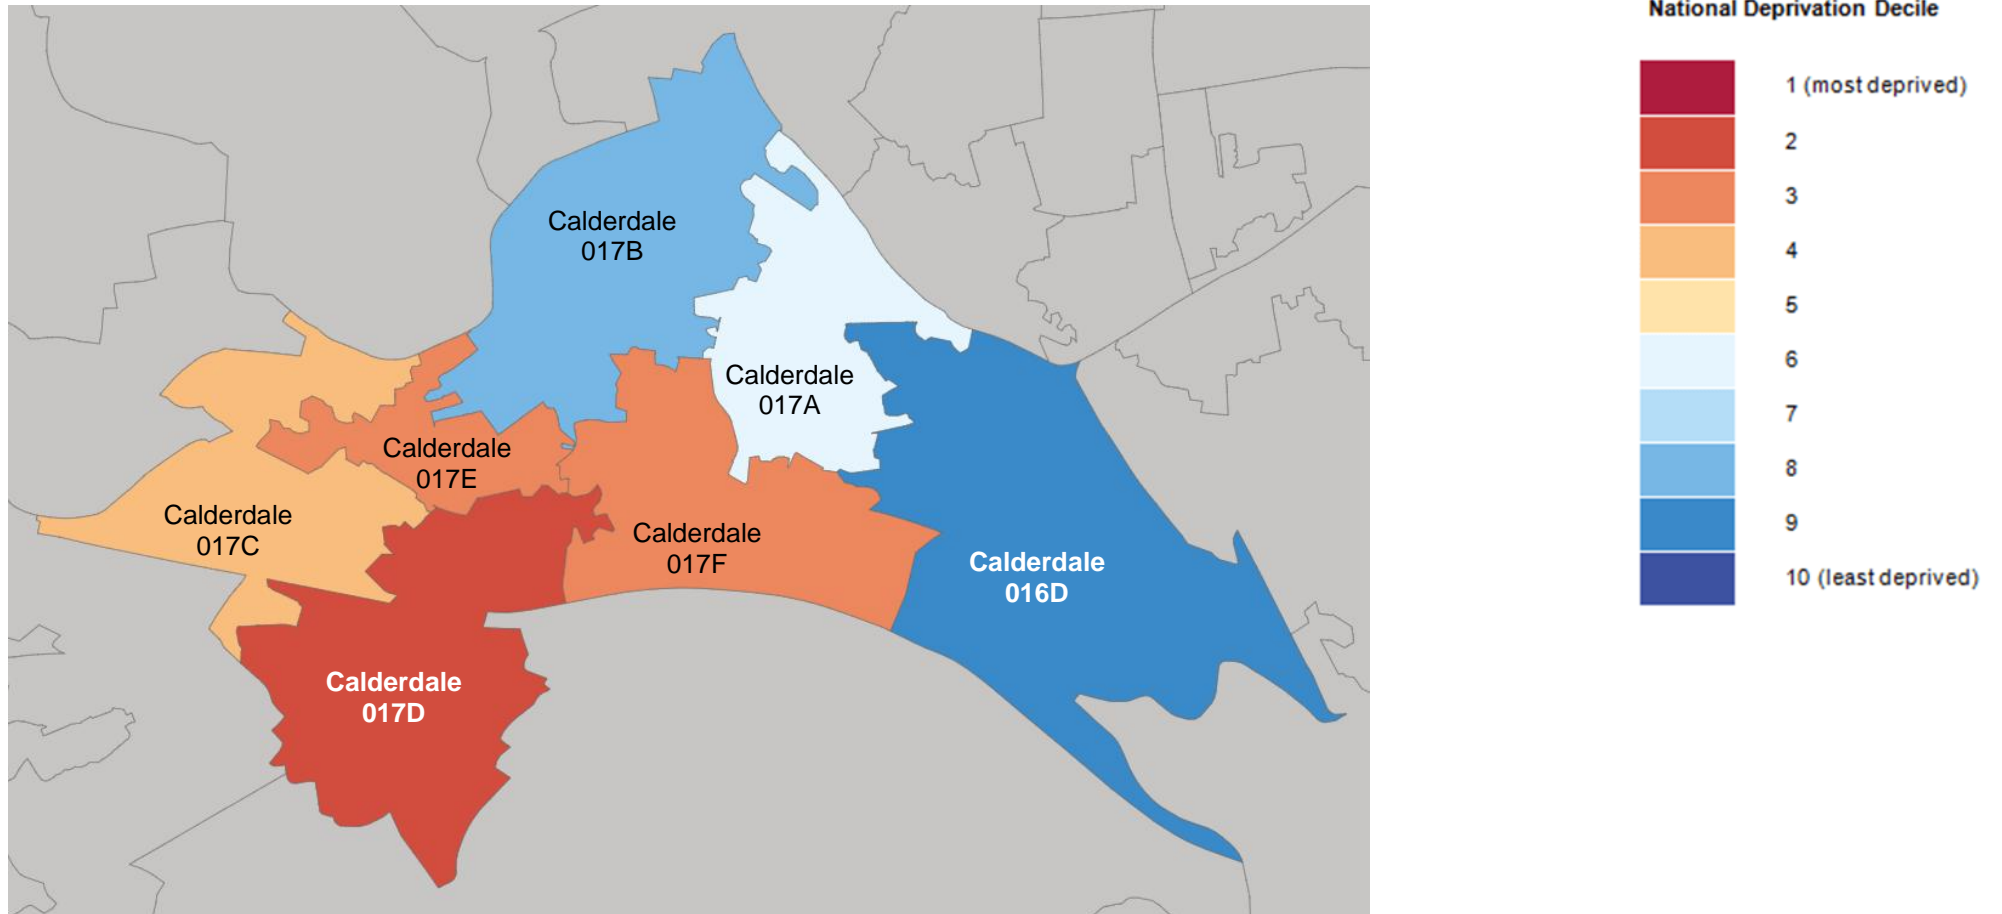 National Deprivation Decile
1 (most deprived)
2
3
4
5
6
7
8
9
10 (least deprived)
Calderdale
017B
Calderdale
017A
Calderdale
017E
Calderdale
017C
Calderdale
017F
Calderdale
016D
Calderdale
017D